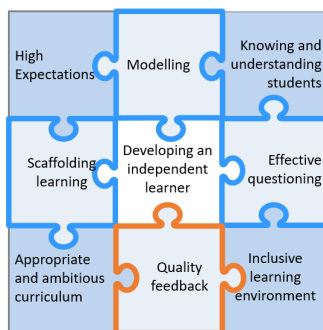 High
Expectations
Modelling
Knowing and
understanding
students
Scaffolding
learning
Developing an
independent
learner
Effective
questioning
Appropriate
and ambitious
curriculum
Quality
feedback
Inclusive
learning
environment